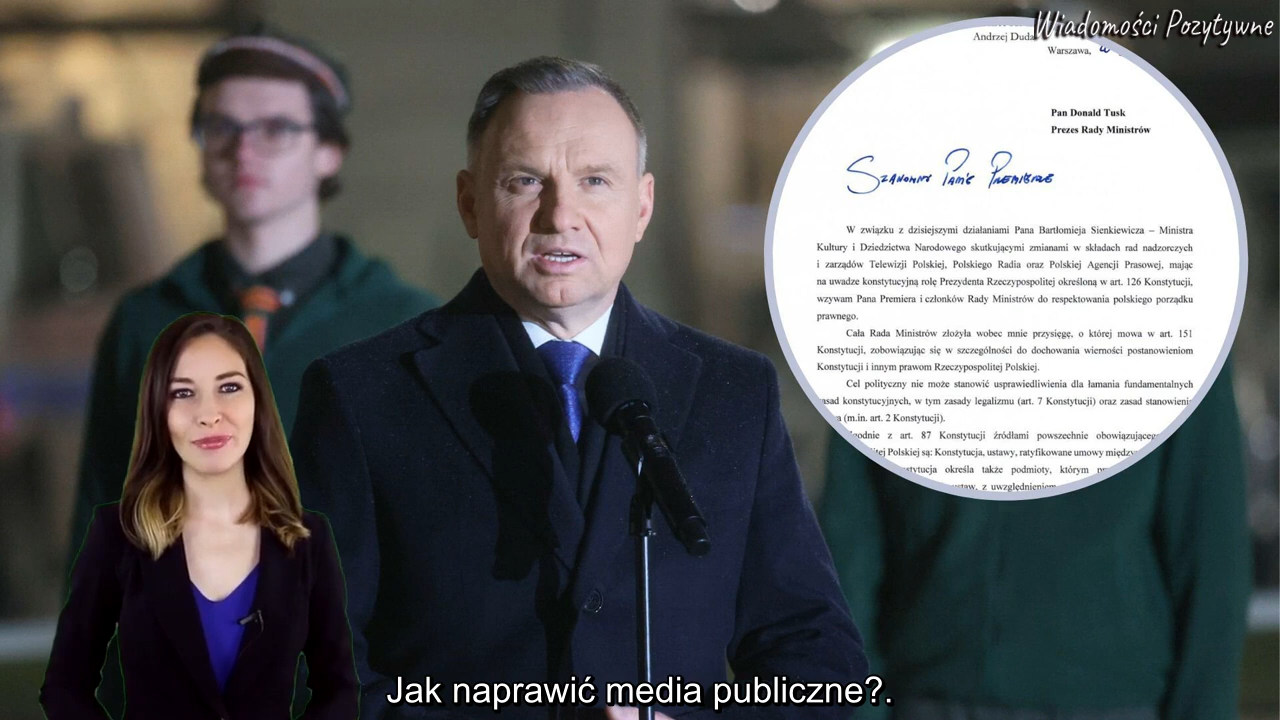 Wiadomości Pozytywne
Andrzej Duda
Warszawa,
Pan Donald Tusk
Prezes Rady Ministrów
Szanowny Panie Premierze
W związku z dzisiejszymi działaniami Pana Bartłomieja Sienkiewicza – Ministra
Kultury i Dziedzictwa Narodowego skutkującymi zmianami w składach rad nadzorczych
i zarządów Telewizji Polskiej, Polskiego Radia oraz Polskiej Agencji Prasowej, mając
na uwadze konstytucyjną rolę Prezydenta Rzeczypospolitej określoną w art. 126 Konstytucji,
wzywam Pana Premiera i członków Rady Ministrów do respektowania polskiego porządku
prawnego.
Cała Rada Ministrów złożyła wobec mnie przysięgę, o której mowa w art. 151
Konstytucji, zobowiązując się w szczególności do dochowania wierności postanowieniom
Konstytucji i innym prawom Rzeczypospolitej Polskiej.
Cel polityczny nie może stanowić usprawiedliwienia dla łamania fundamentalnych
zasad konstytucyjnych, w tym zasady legalizmu (art. 7 Konstytucji) oraz zasad stanowienia
(m.in. art. 2 Konstytucji).
z art. 87 Konstytucji źródłami powszechnie obowiązującego
Polskiej są: Konstytucja, ustawy, ratyfikowane umowy
określa także podmioty, którym
z uwzględnieniem
Jak naprawić media publiczne?.